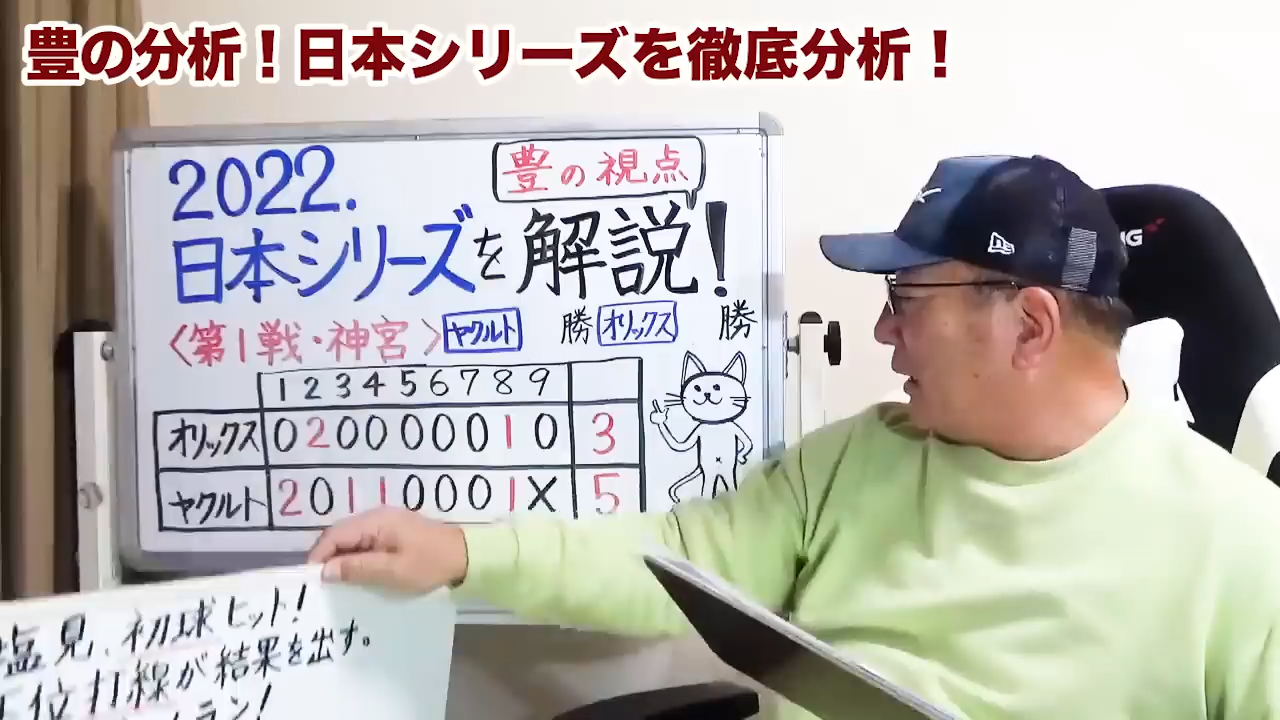 豊の分析！日本シリーズを徹底分析！
豊の視点
2022.
日本シリーズを解説！
〈第1戦・神宮〉ヤクルト 勝オリックス 勝
1 2 3 4 5 6 7 8 9
オリックス 0 2 0 0 0 0 0 1 0 3
ヤクルト 2 0 1 1 0 0 0 1 X 5
塩見、初球ヒット！
位打線が結果を出す。
ラン！
NG